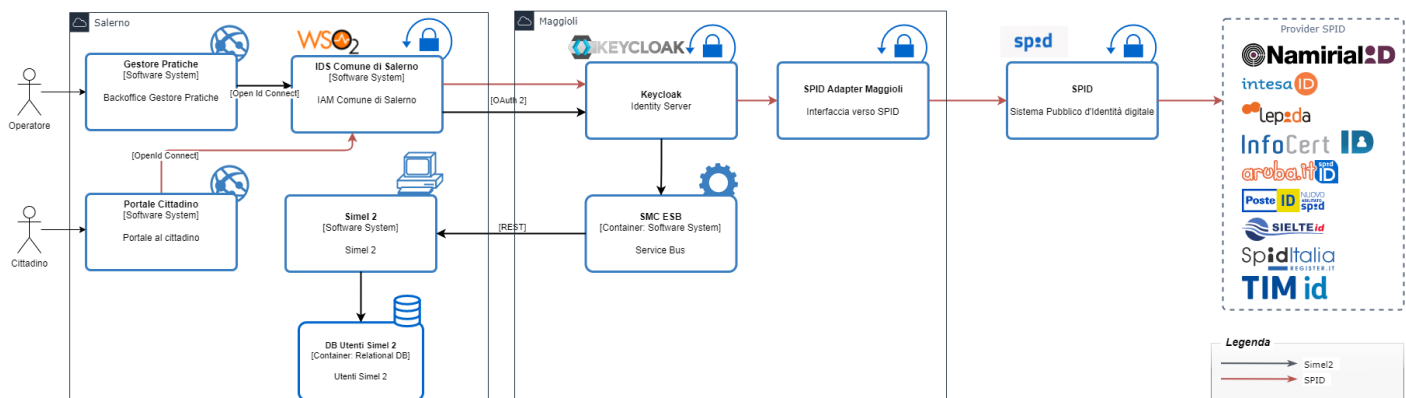 Salerno
Maggioli
WSO2
KEYCLOAK
sp:d
Provider SPID
Namirial:D
intesa ID
lepida
InfoCert ID
aruba.it spid ID
Poste ID NUOVO ABILITATO spid
SIELTE id
SpidItalia
REGISTER.IT
TIM id
Operatore
Gestore Pratiche
[Software System]
Backoffice Gestore Pratiche
[Open Id Connect]
IDS Comune di Salerno
[Software System]
IAM Comune di Salerno
[OAuth 2]
Keycloak
Identity Server
SPID Adapter Maggioli
Interfaccia verso SPID
SPID
Sistema Pubblico d'Identità digitale
[OpenId Connect]
Cittadino
Portale Cittadino
[Software System]
Portale al cittadino
Simel 2
[Software System]
Simel 2
[REST]
SMC ESB
[Container: Software System]
Service Bus
DB Utenti Simel 2
[Container: Relational DB]
Utenti Simel 2
Legenda
Simel2
SPID